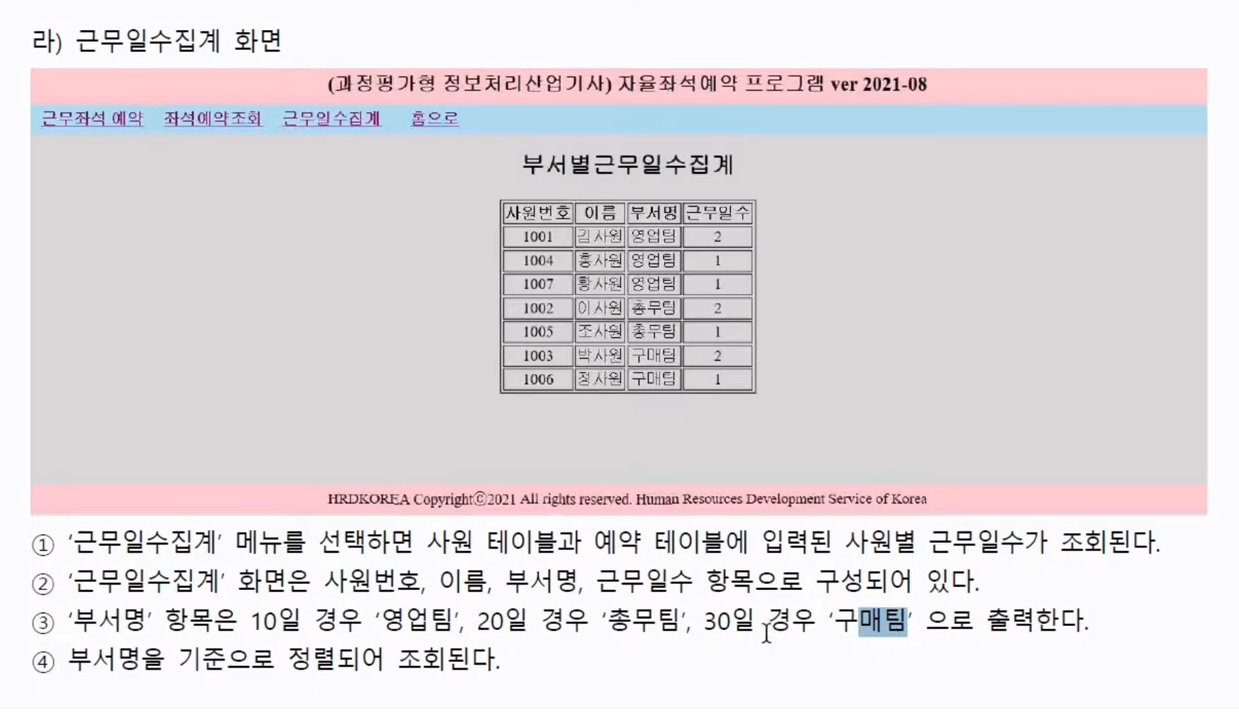 라) 근무일수집계 화면
(과정평가형 정보처리산업기사) 자율좌석예약 프로그램 ver 2021-08
근무좌석 예약 좌석예약조회 근무일수집계 홈으로
부서별근무일수집계
사원번호 이름 부서명 근무일수
1001 김사원 영업팀 2
1004 홍사원 영업팀 1
1007 황사원 영업팀 1
1002 이사원 총무팀 2
1005 조사원 총무팀 1
1003 박사원 구매팀 2
1006 정사원 구매팀 1
HRDKOREA Copyrightⓒ2021 All rights reserved. Human Resources Development Service of Korea
① ‘근무일수집계’ 메뉴를 선택하면 사원 테이블과 예약 테이블에 입력된 사원별 근무일수가 조회된다.
② ‘근무일수집계’ 화면은 사원번호, 이름, 부서명, 근무일수 항목으로 구성되어 있다.
③ ‘부서명’ 항목은 10일 경우 ‘영업팀’, 20일 경우 ‘총무팀’, 30일 경우 ‘구매팀’ 으로 출력한다.
④ 부서명을 기준으로 정렬되어 조회된다.